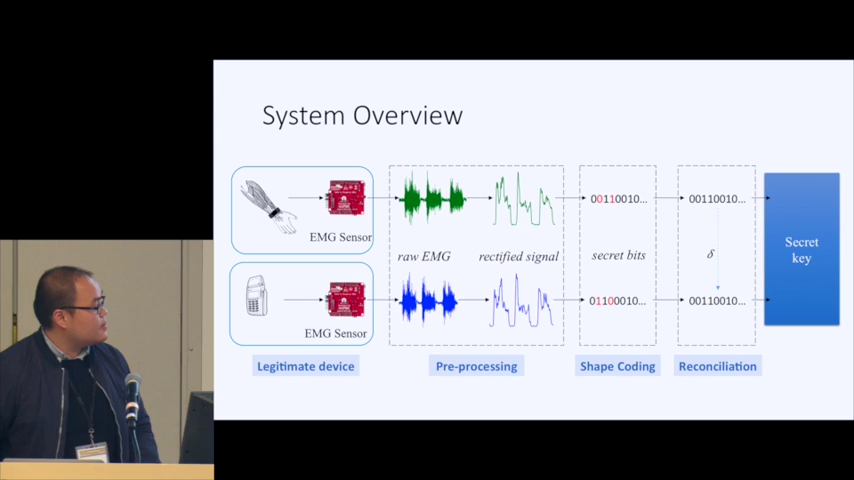 System Overview
EMG Sensor
raw EMG
rectified signal
00110010...
secret bits
00110010...
δ
Secret
key
EMG Sensor
01100010...
00110010...
Legitimate device
Pre-processing
Shape Coding
Reconciliation